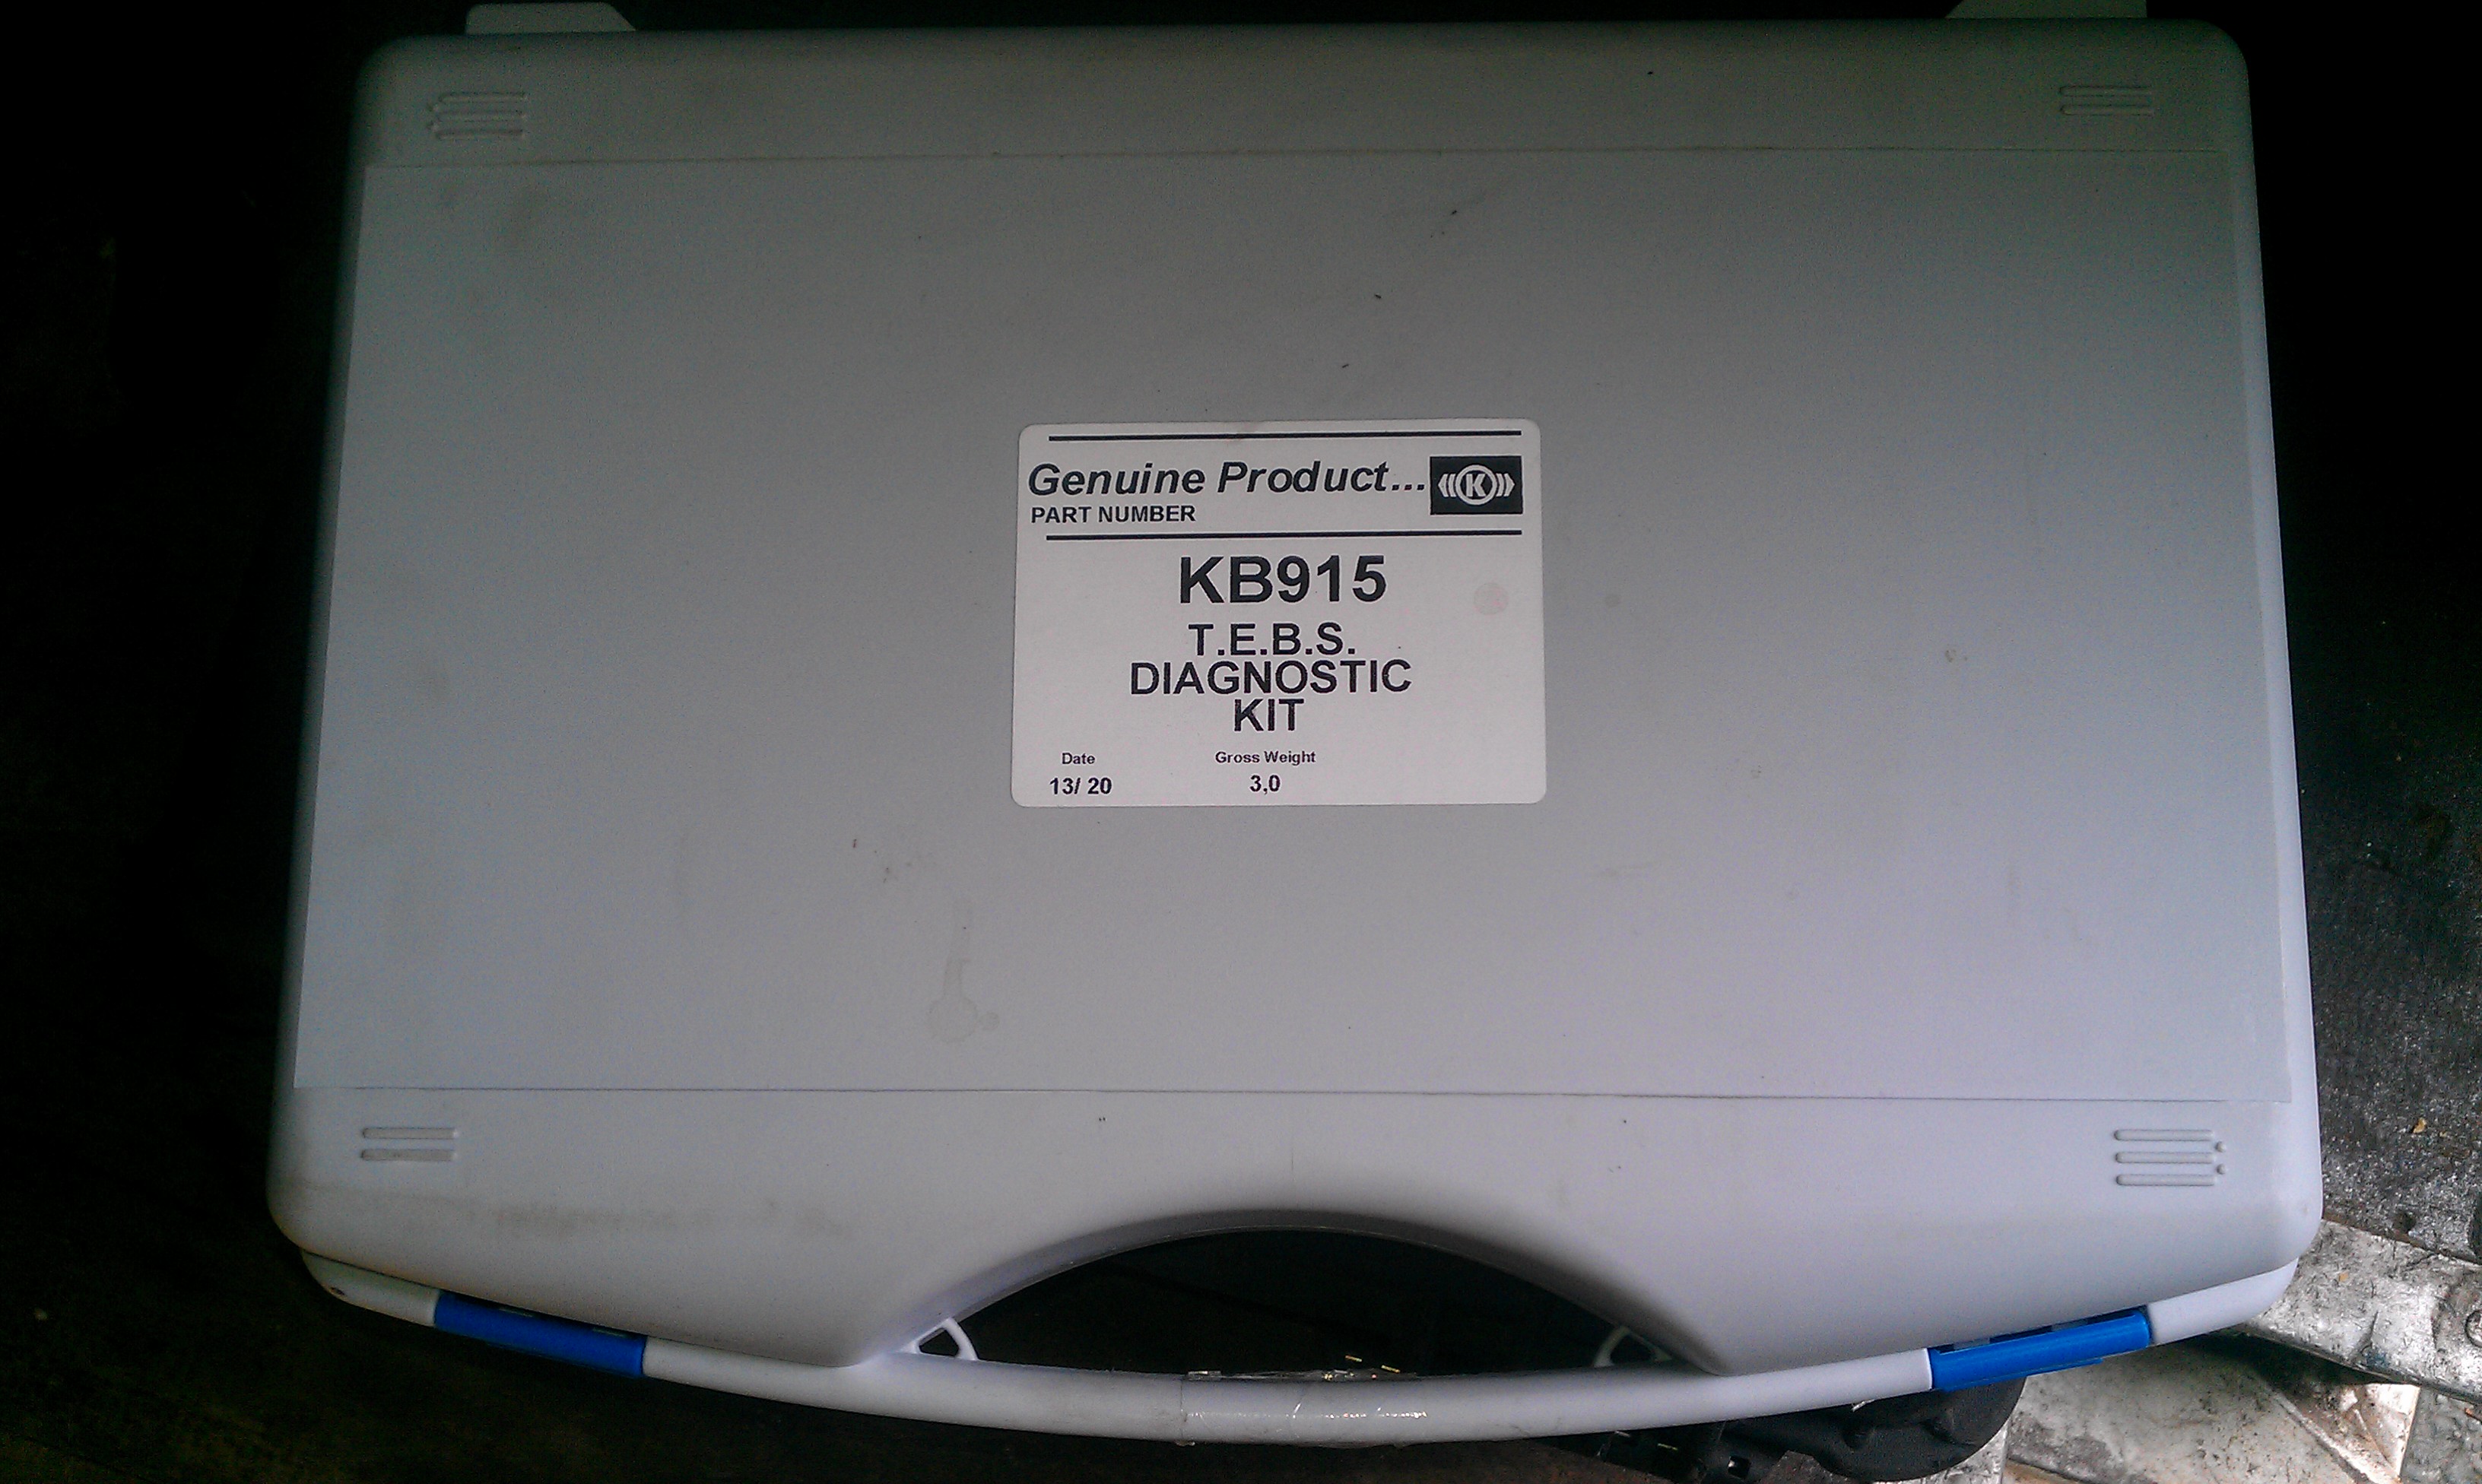 Genuine Product... K
PART NUMBER
KB915
T.E.B.S.
DIAGNOSTIC
KIT
Date Gross Weight
13/ 20 3,0